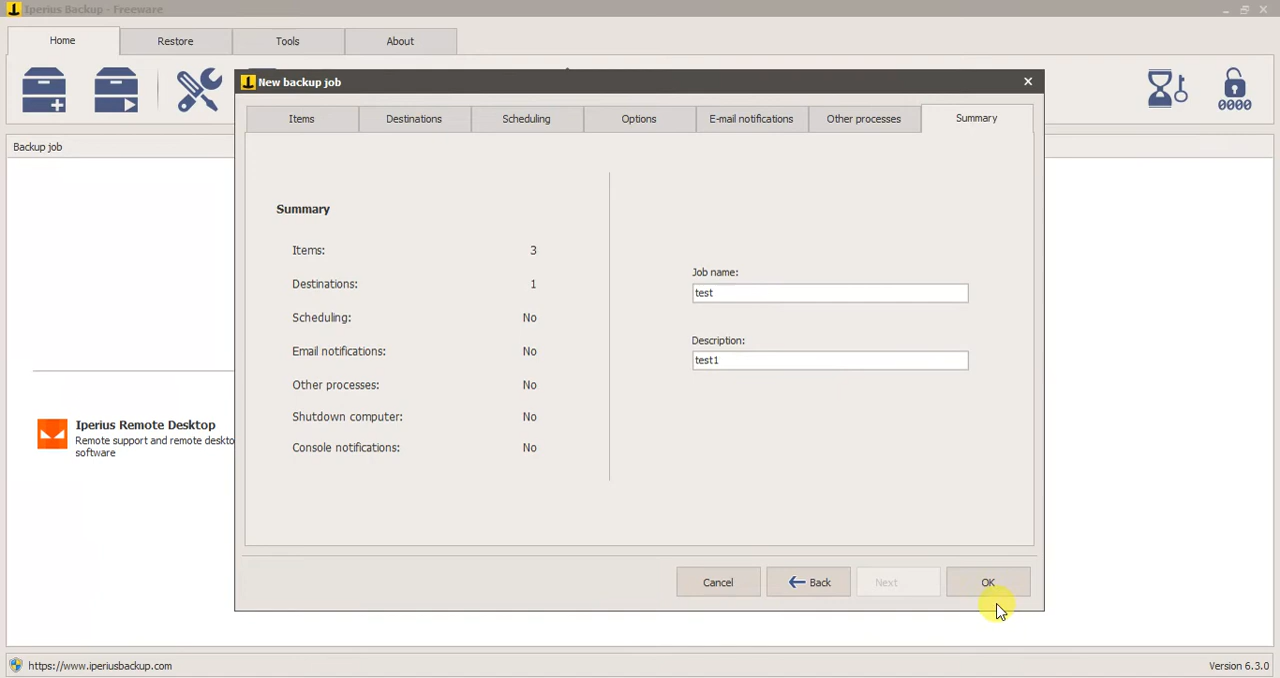 Iperius Backup - Freeware
Home
Restore
Tools
About
0000
Backup job
New backup job
Items
Destinations
Scheduling
Options
E-mail notifications
Other processes
Summary
Summary
Items: 3
Destinations: 1
Scheduling: No
Email notifications: No
Other processes: No
Shutdown computer: No
Console notifications: No
Job name:
test
Description:
test1
Iperius Remote Desktop
Remote support and remote deskto
software
Cancel
Back
Next
OK
https://www.iperiusbackup.com
Version 6.3.0